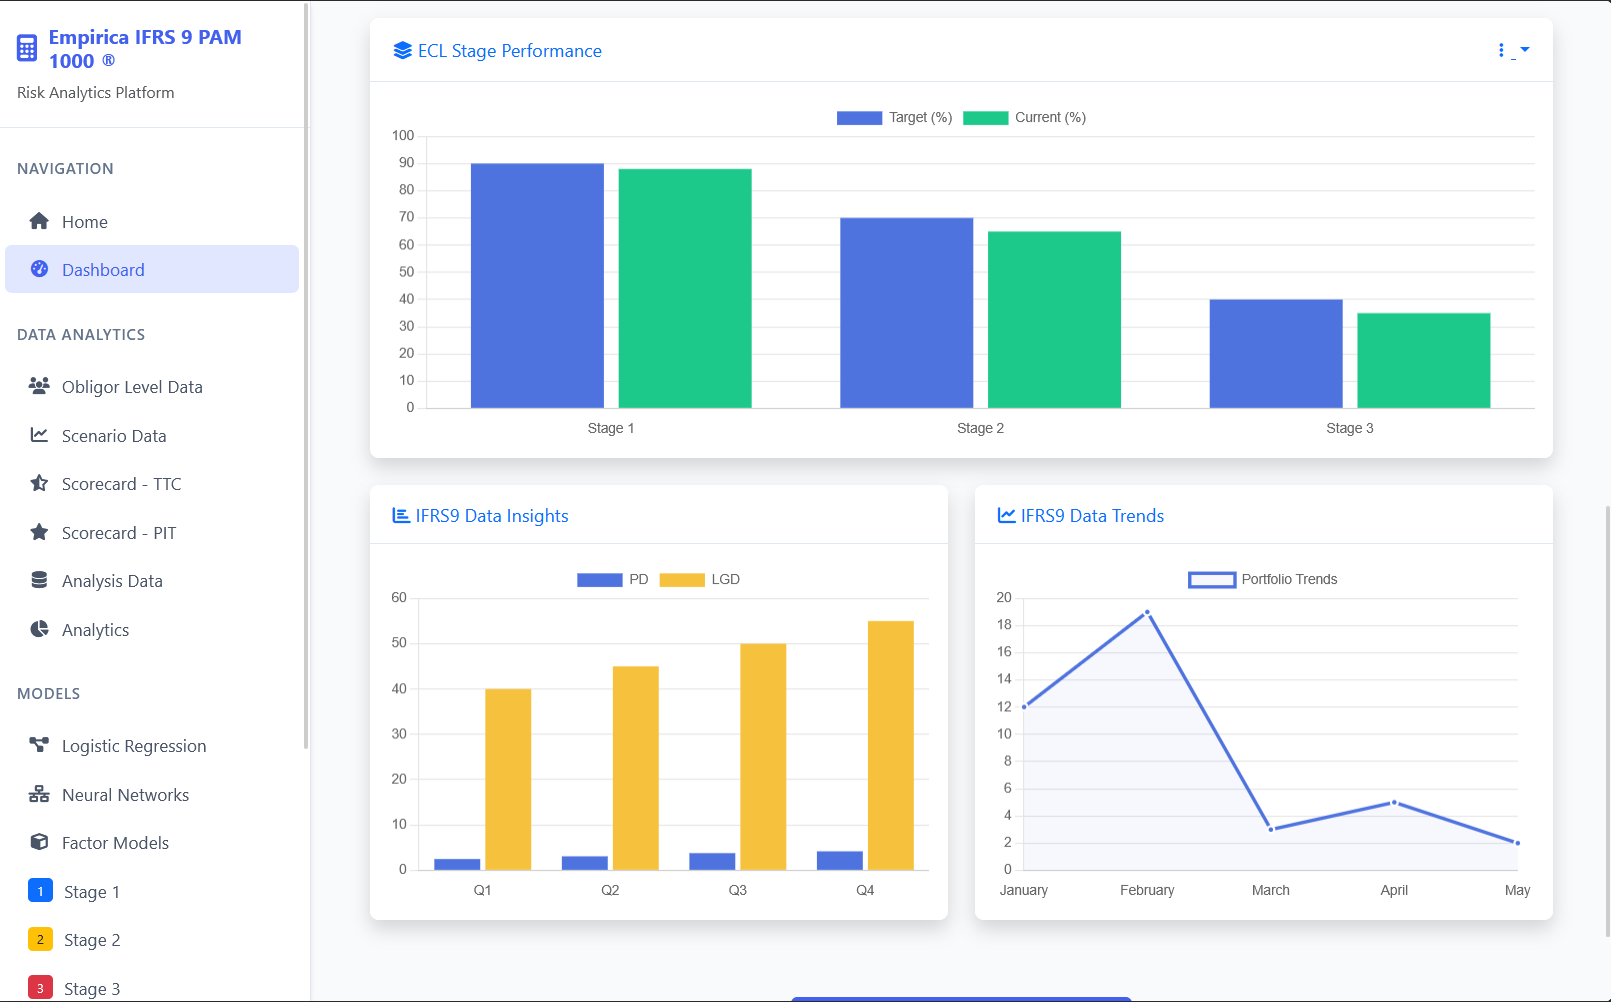 Empirica IFRS 9 PAM
1000 ®
Risk Analytics Platform
NAVIGATION
Home
Dashboard
DATA ANALYTICS
Obligor Level Data
Scenario Data
Scorecard - TTC
Scorecard - PIT
Analysis Data
Analytics
MODELS
Logistic Regression
Neural Networks
Factor Models
1 Stage 1
2 Stage 2
3 Stage 3
ECL Stage Performance
Target (%) Current (%)
100
90
80
70
60
50
40
30
20
10
0
Stage 1 Stage 2 Stage 3
IFRS9 Data Insights
PD LGD
60
50
40
30
20
10
0
Q1 Q2 Q3 Q4
IFRS9 Data Trends
Portfolio Trends
20
18
16
14
12
10
8
6
4
2
0
January February March April May